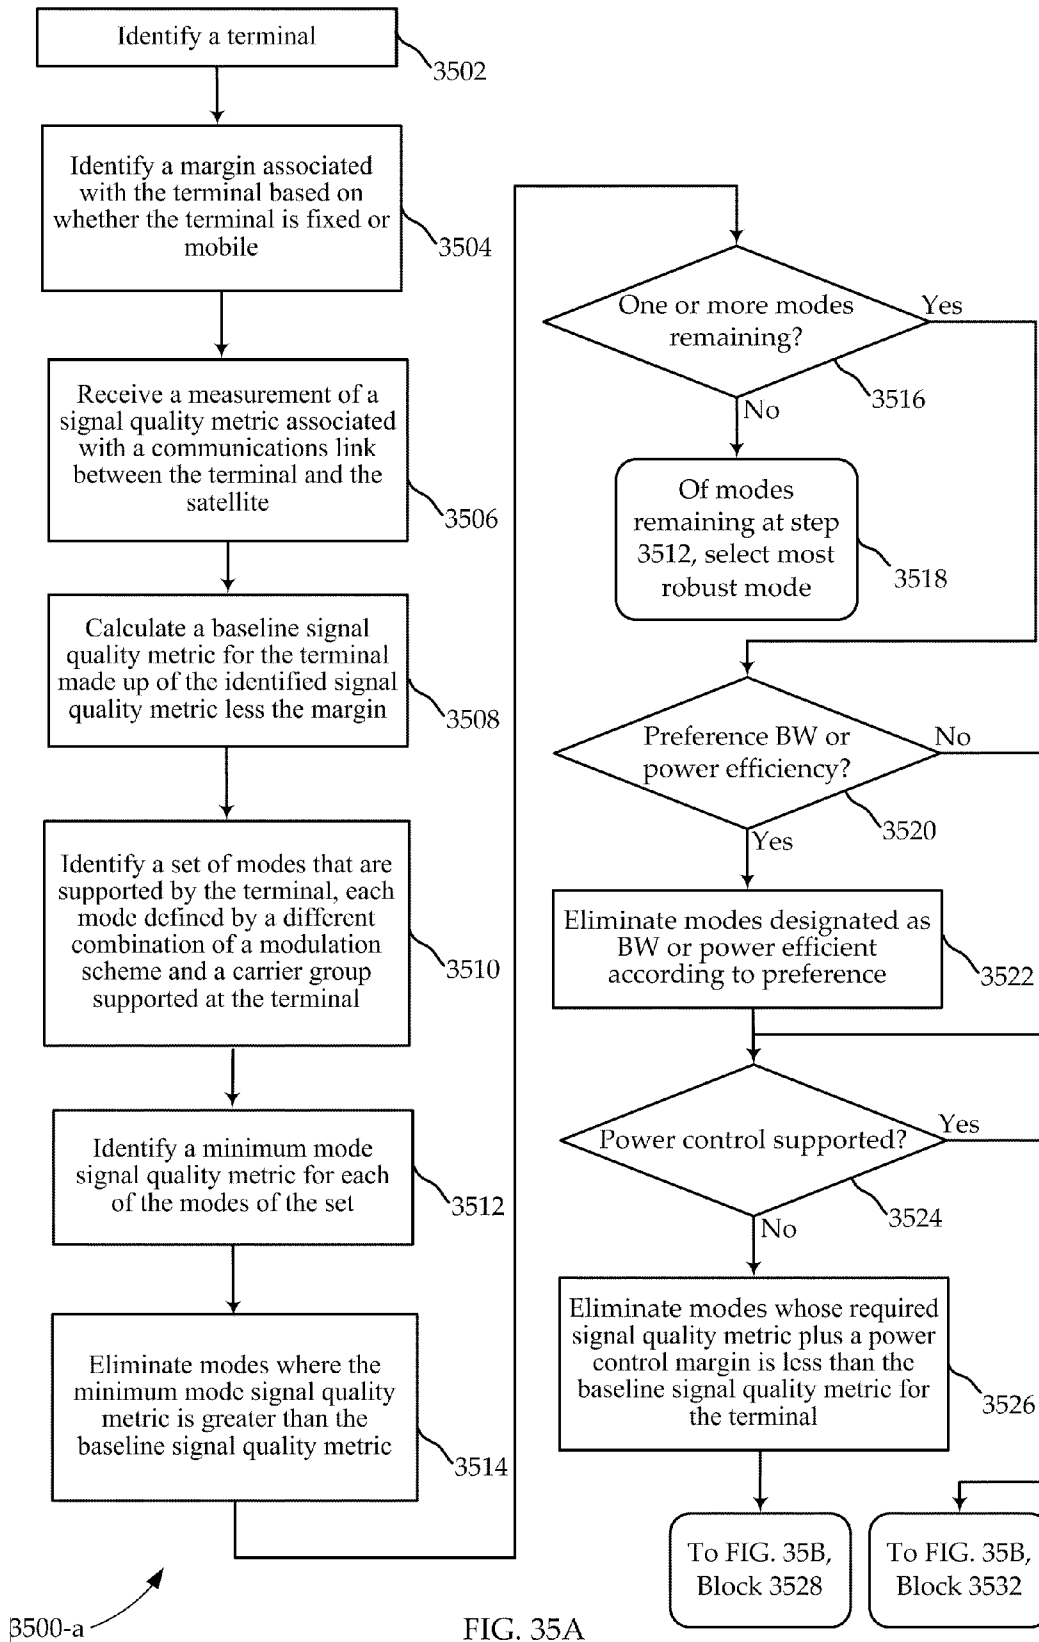 Identify a terminal
3502
Identify a margin associated
with the terminal based on
whether the terminal is fixed or
mobile
3504
Receive a measurement of a
signal quality metric associated
with a communications link
between the terminal and the
satellite
3506
Calculate a baseline signal
quality metric for the terminal
made up of the identified signal
quality metric less the margin
3508
Identify a set of modes that are
supported by the terminal, each
mode defined by a different
combination of a modulation
scheme and a carrier group
supported at the terminal
3510
Identify a minimum mode
signal quality metric for each
of the modes of the set
3512
Eliminate modes where the
minimum mode signal quality
metric is greater than the
baseline signal quality metric
3514
One or more modes
remaining?
Yes
3516
No
Of modes
remaining at step
3512, select most
robust mode
3518
Preference BW or
power efficiency?
No
3520
Yes
Eliminate modes designated as
BW or power efficient
according to preference
3522
Power control supported?
Yes
3524
No
Eliminate modes whose required
signal quality metric plus a power
control margin is less than the
baseline signal quality metric for
the terminal
3526
To FIG. 35B,
Block 3528
To FIG. 35B,
Block 3532
3500-a
FIG. 35A